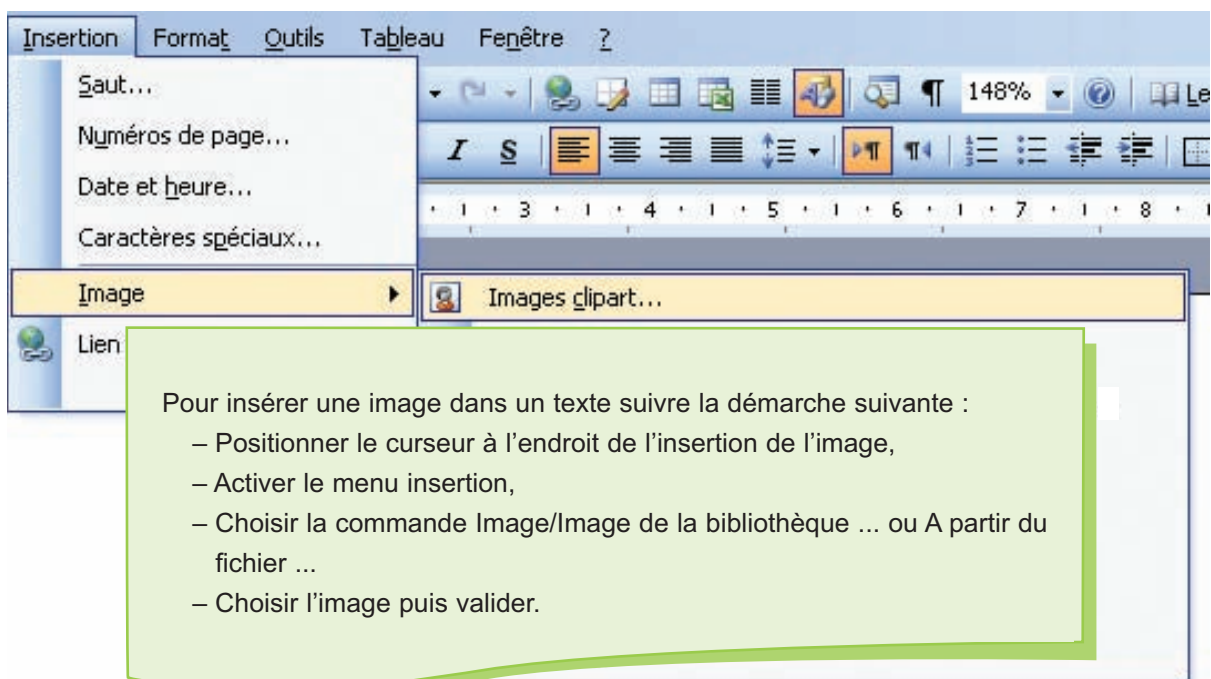 Insertion Format Outils Tableau Fenêtre ?
Saut...
148% Le
Numéros de page...
I S
Date et heure...
1 3 1 4 1 5 1 6 1 7 1 8
Caractères spéciaux...
Image
Images clipart...
Lien
Pour insérer une image dans un texte suivre la démarche suivante :
– Positionner le curseur à l’endroit de l’insertion de l’image,
– Activer le menu insertion,
– Choisir la commande Image/Image de la bibliothèque ... ou A partir du
fichier ...
– Choisir l’image puis valider.